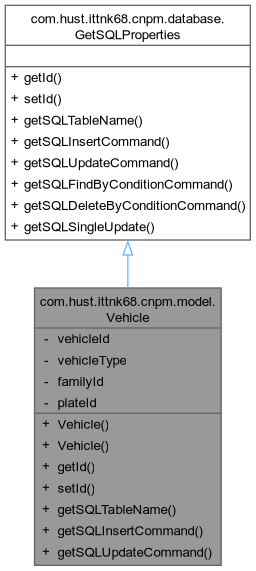 com.hust.ittnk68.cnpm.database.
GetSQLProperties
+ getId()
+ setId()
+ getSQLTableName()
+ getSQLInsertCommand()
+ getSQLUpdateCommand()
+ getSQLFindByConditionCommand()
+ getSQLDeleteByConditionCommand()
+ getSQLSingleUpdate()
com.hust.ittnk68.cnpm.model.
Vehicle
- vehicleId
- vehicleType
- familyId
- plateId
+ Vehicle()
+ Vehicle()
+ getId()
+ setId()
+ getSQLTableName()
+ getSQLInsertCommand()
+ getSQLUpdateCommand()